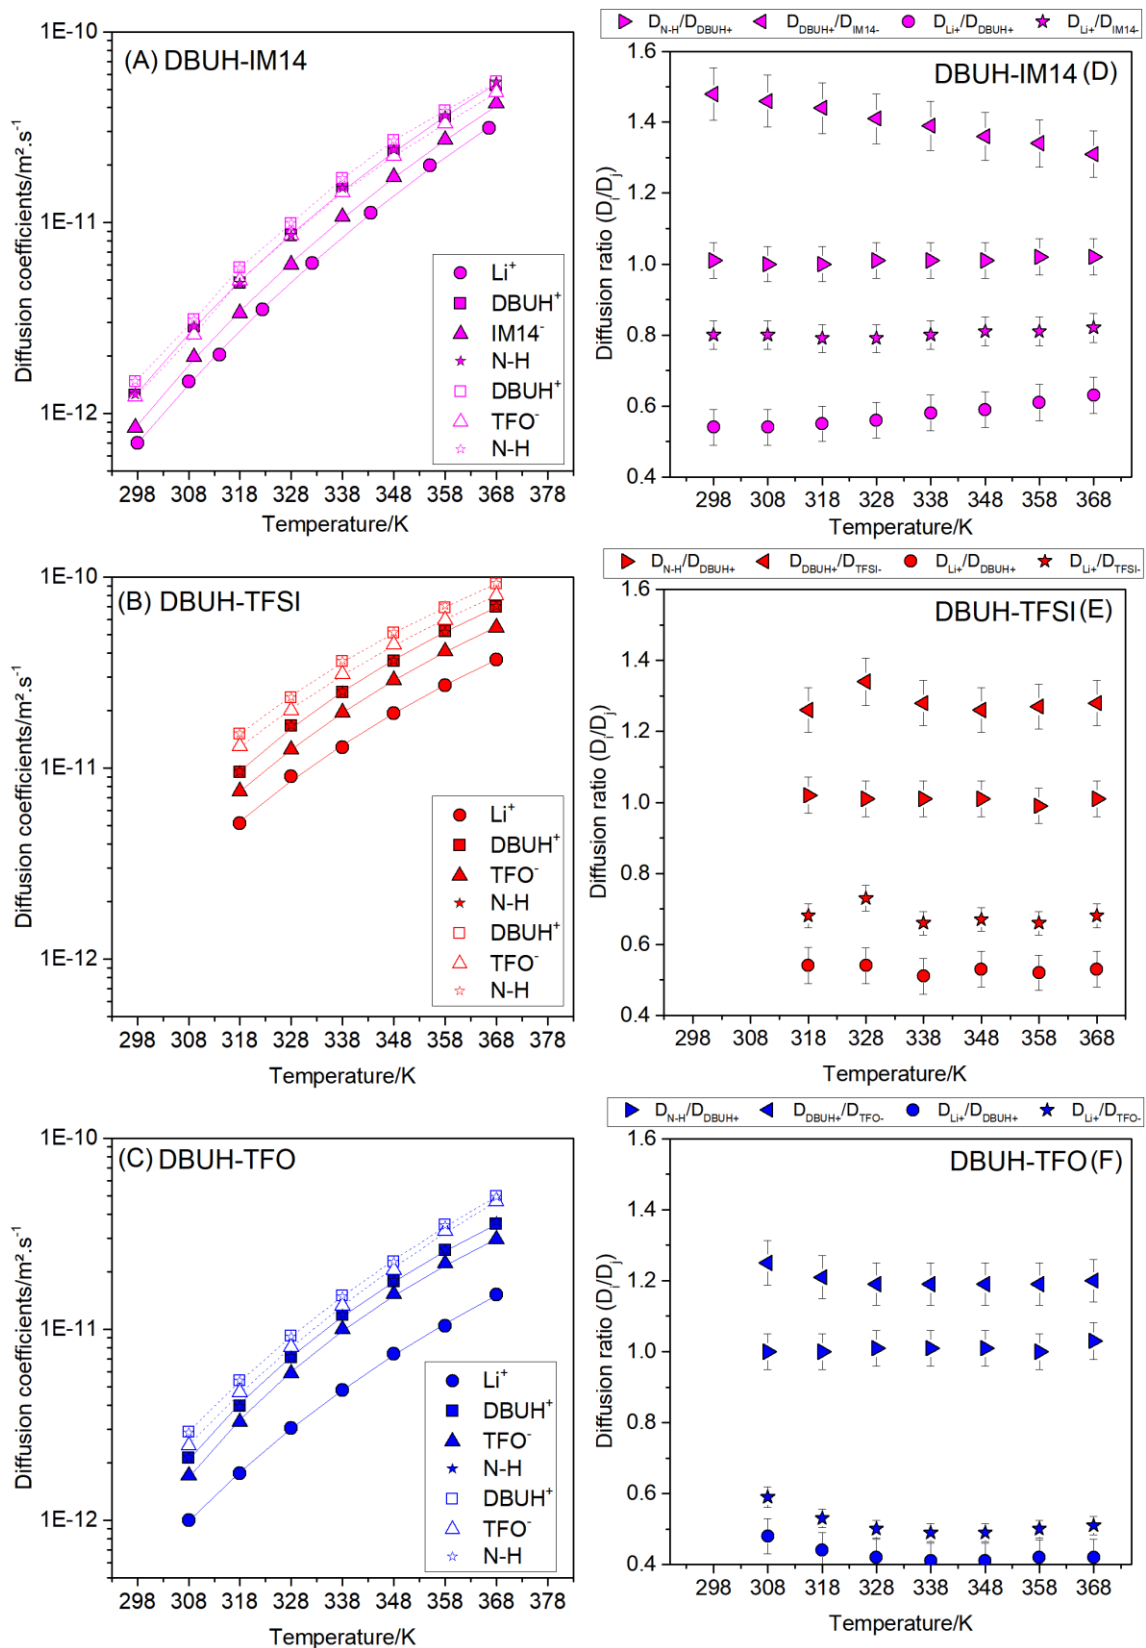 (A) DBUH-IM14
Diffusion coefficients/m².s⁻¹
1E-10
1E-11
1E-12
Li⁺
DBUH⁺
IM14⁻
N-H
DBUH⁺
TFO⁻
N-H
298 308 318 328 338 348 358 368 378
Temperature/K
D_N-H/D_DBUH+ D_DBUH+/D_IM14- D_Li+/D_DBUH+ D_Li+/D_IM14-
DBUH-IM14 (D)
Diffusion ratio (D_i/D_j)
1.6
1.4
1.2
1.0
0.8
0.6
0.4
298 308 318 328 338 348 358 368
Temperature/K
(B) DBUH-TFSI
Diffusion coefficients/m².s⁻¹
1E-10
1E-11
1E-12
Li⁺
DBUH⁺
TFO⁻
N-H
DBUH⁺
TFO⁻
N-H
298 308 318 328 338 348 358 368 378
Temperature/K
D_N-H/D_DBUH+ D_DBUH+/D_TFSI- D_Li+/D_DBUH+ D_Li+/D_TFSI-
DBUH-TFSI (E)
Diffusion ratio (D_i/D_j)
1.6
1.4
1.2
1.0
0.8
0.6
0.4
298 308 318 328 338 348 358 368
Temperature/K
(C) DBUH-TFO
Diffusion coefficients/m².s⁻¹
1E-10
1E-11
1E-12
Li⁺
DBUH⁺
TFO⁻
N-H
DBUH⁺
TFO⁻
N-H
298 308 318 328 338 348 358 368 378
Temperature/K
D_N-H/D_DBUH+ D_DBUH+/D_TFO- D_Li+/D_DBUH+ D_Li+/D_TFO-
DBUH-TFO (F)
Diffusion ratio (D_i/D_j)
1.6
1.4
1.2
1.0
0.8
0.6
0.4
298 308 318 328 338 348 358 368
Temperature/K